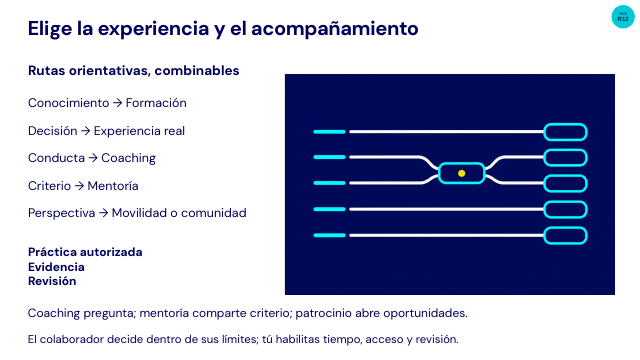 Elige la experiencia y el acompañamiento
R12
Rutas orientativas, combinables
Conocimiento → Formación
Decisión → Experiencia real
Conducta → Coaching
Criterio → Mentoría
Perspectiva → Movilidad o comunidad
Práctica autorizada
Evidencia
Revisión
Coaching pregunta; mentoría comparte criterio; patrocinio abre oportunidades.
El colaborador decide dentro de sus límites; tú habilitas tiempo, acceso y revisión.